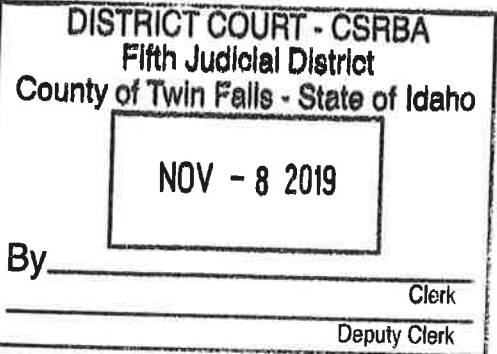 DISTRICT COURT - CSRBA
Fifth Judicial District
County of Twin Falls - State of Idaho
NOV - 8 2019
By
Clerk
Deputy Clerk